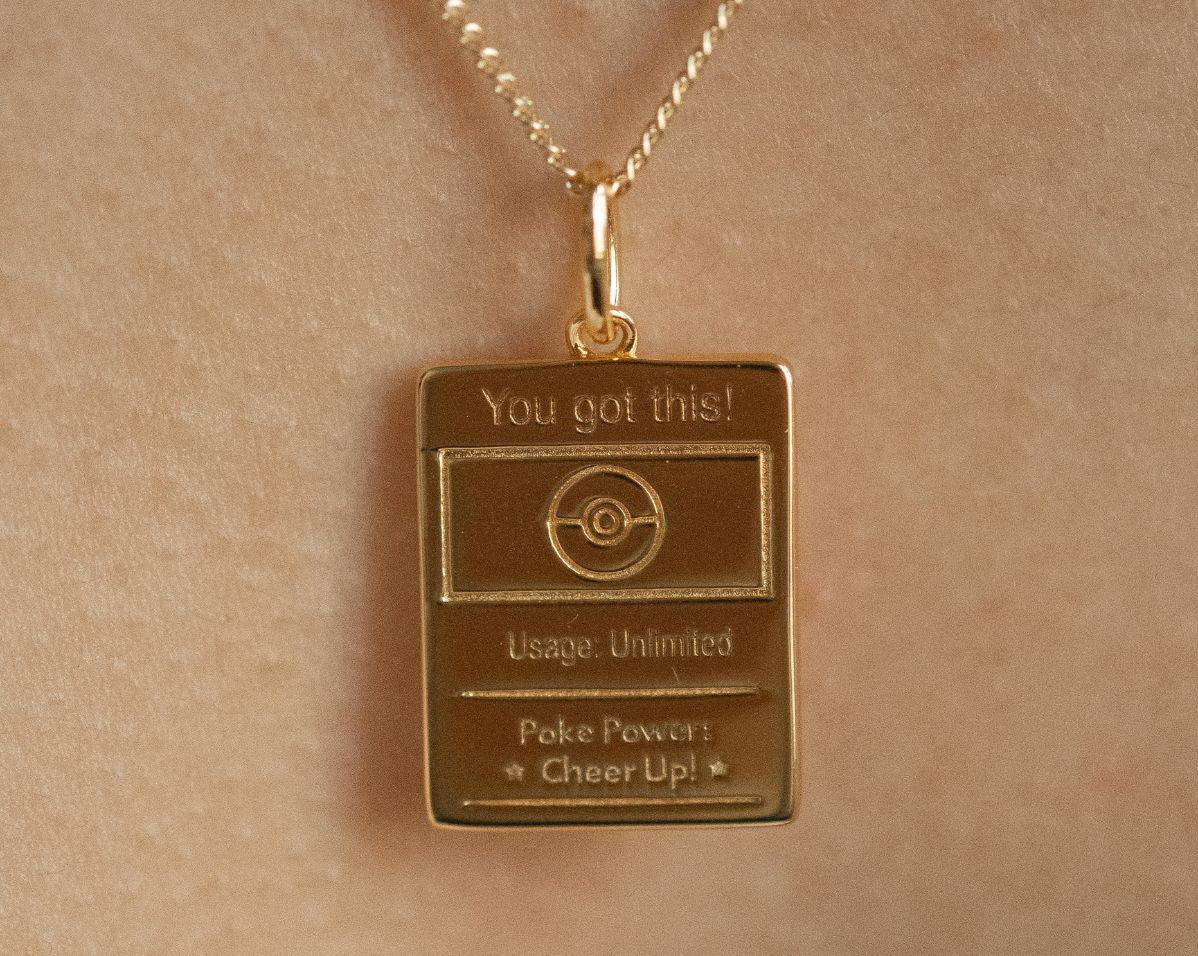 You got this!
Usage: Unlimited
Poke Power:
★ Cheer Up! ★